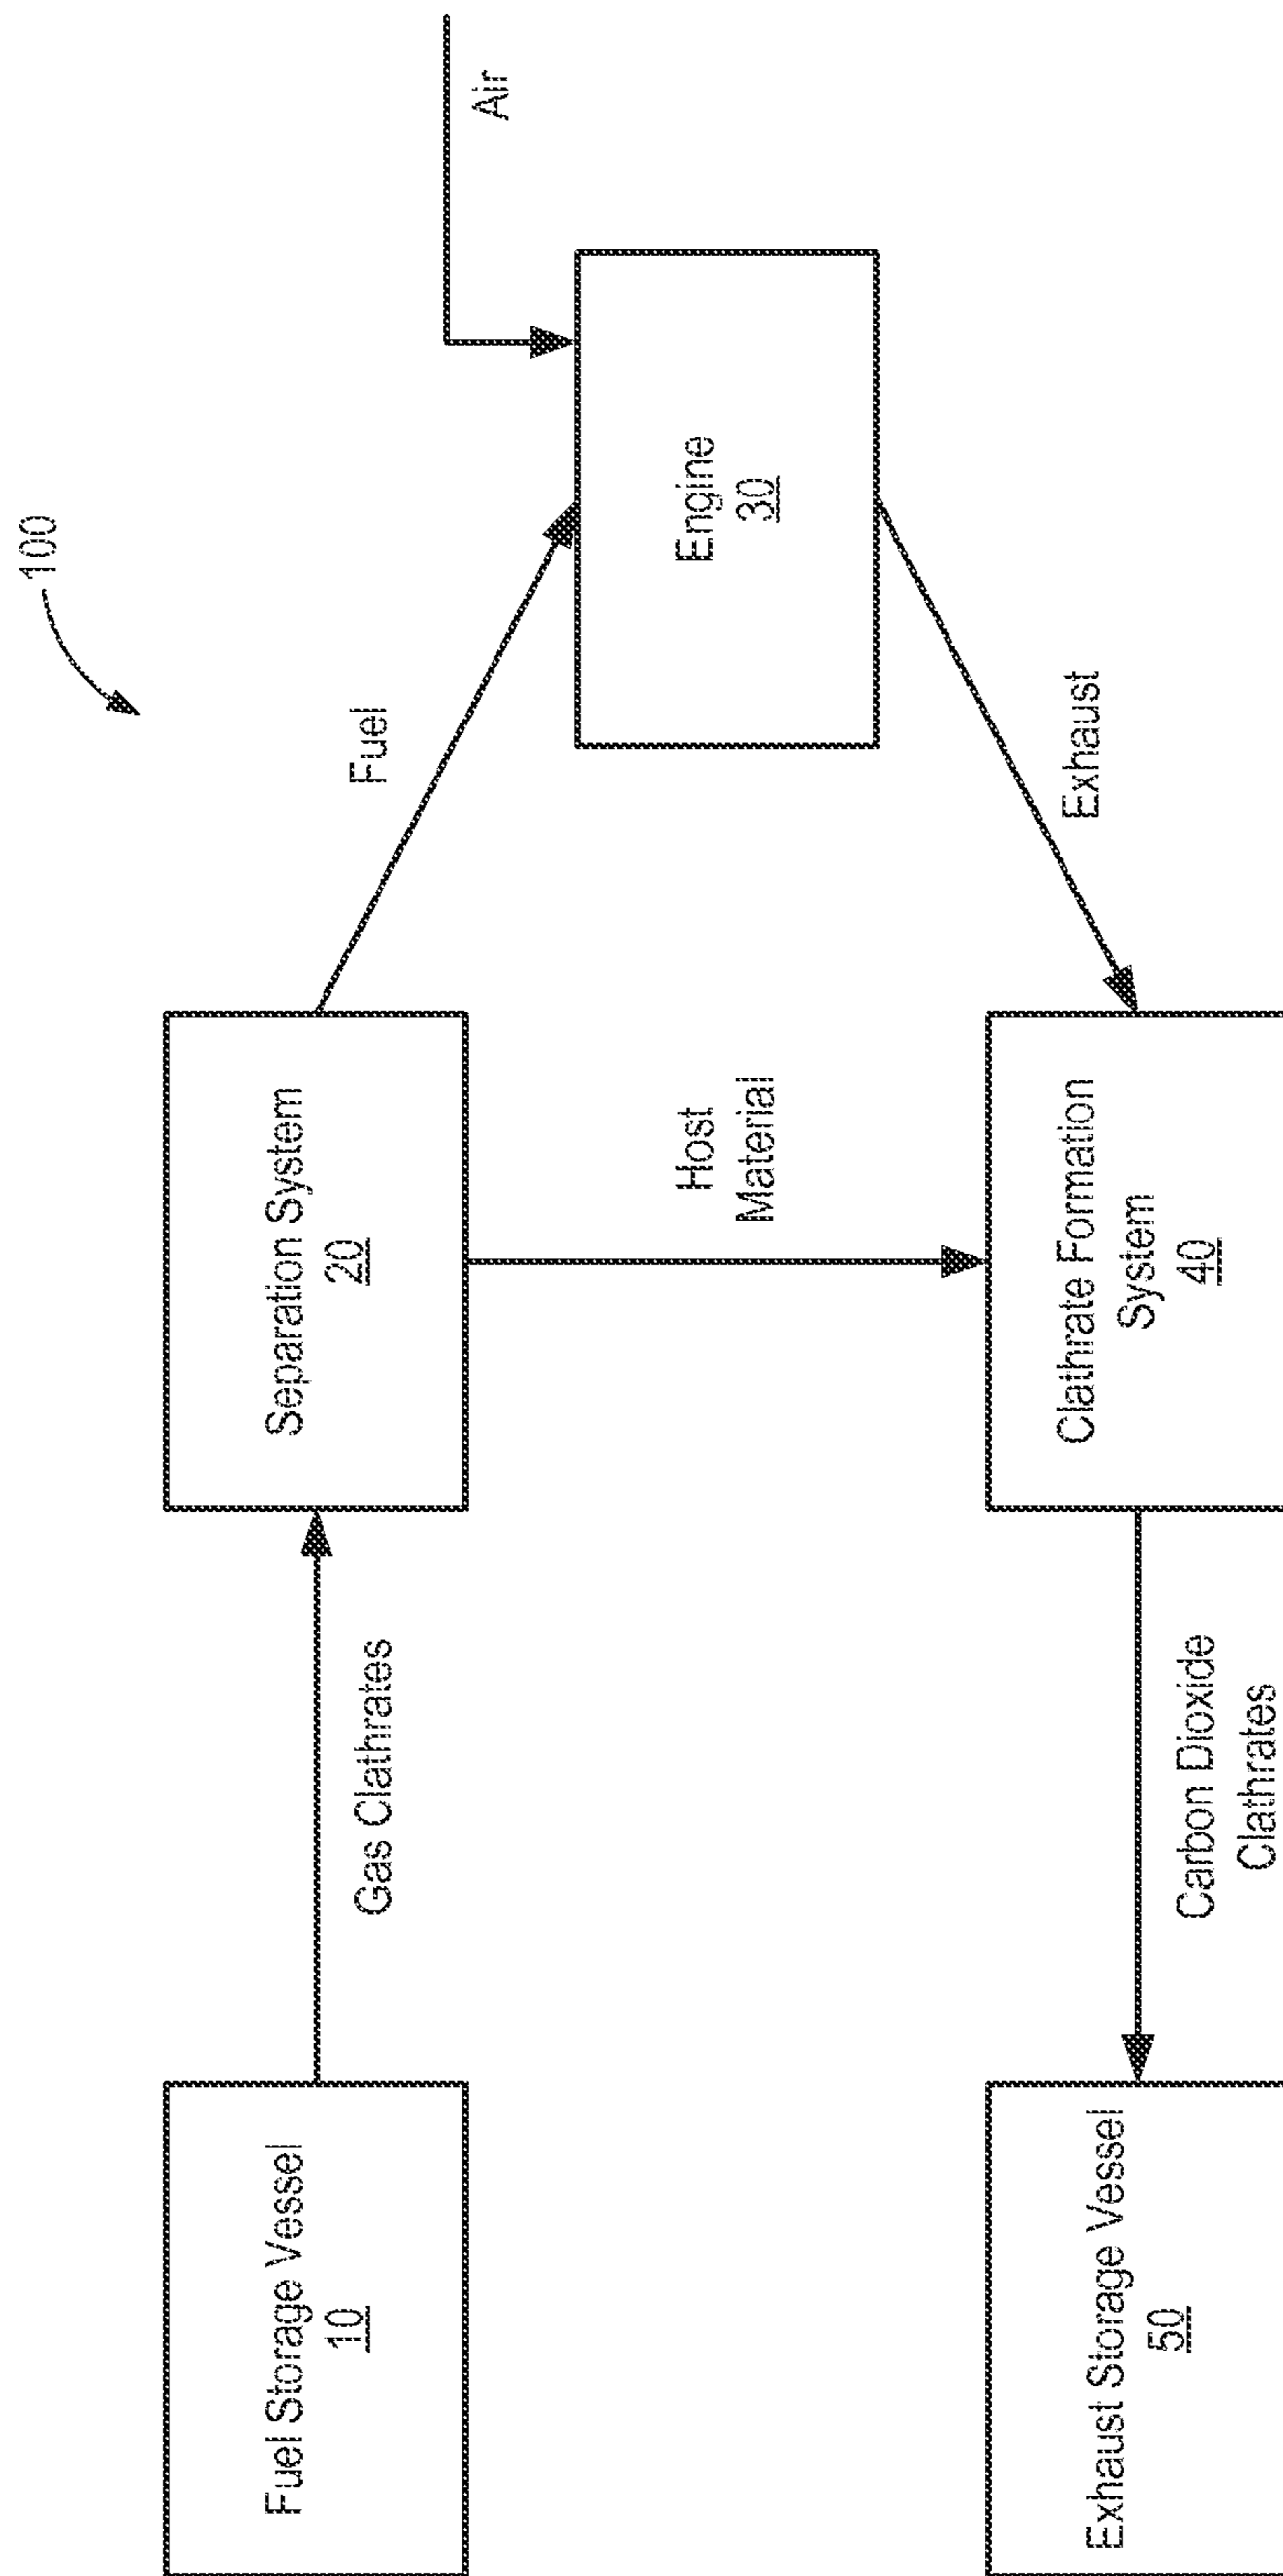 100
Fuel Storage Vessel
10
Gas Clathrates
Separation System
20
Fuel
Air
Engine
30
Host
Material
Exhaust
Exhaust Storage Vessel
50
Carbon Dioxide
Clathrates
Clathrate Formation
System
40